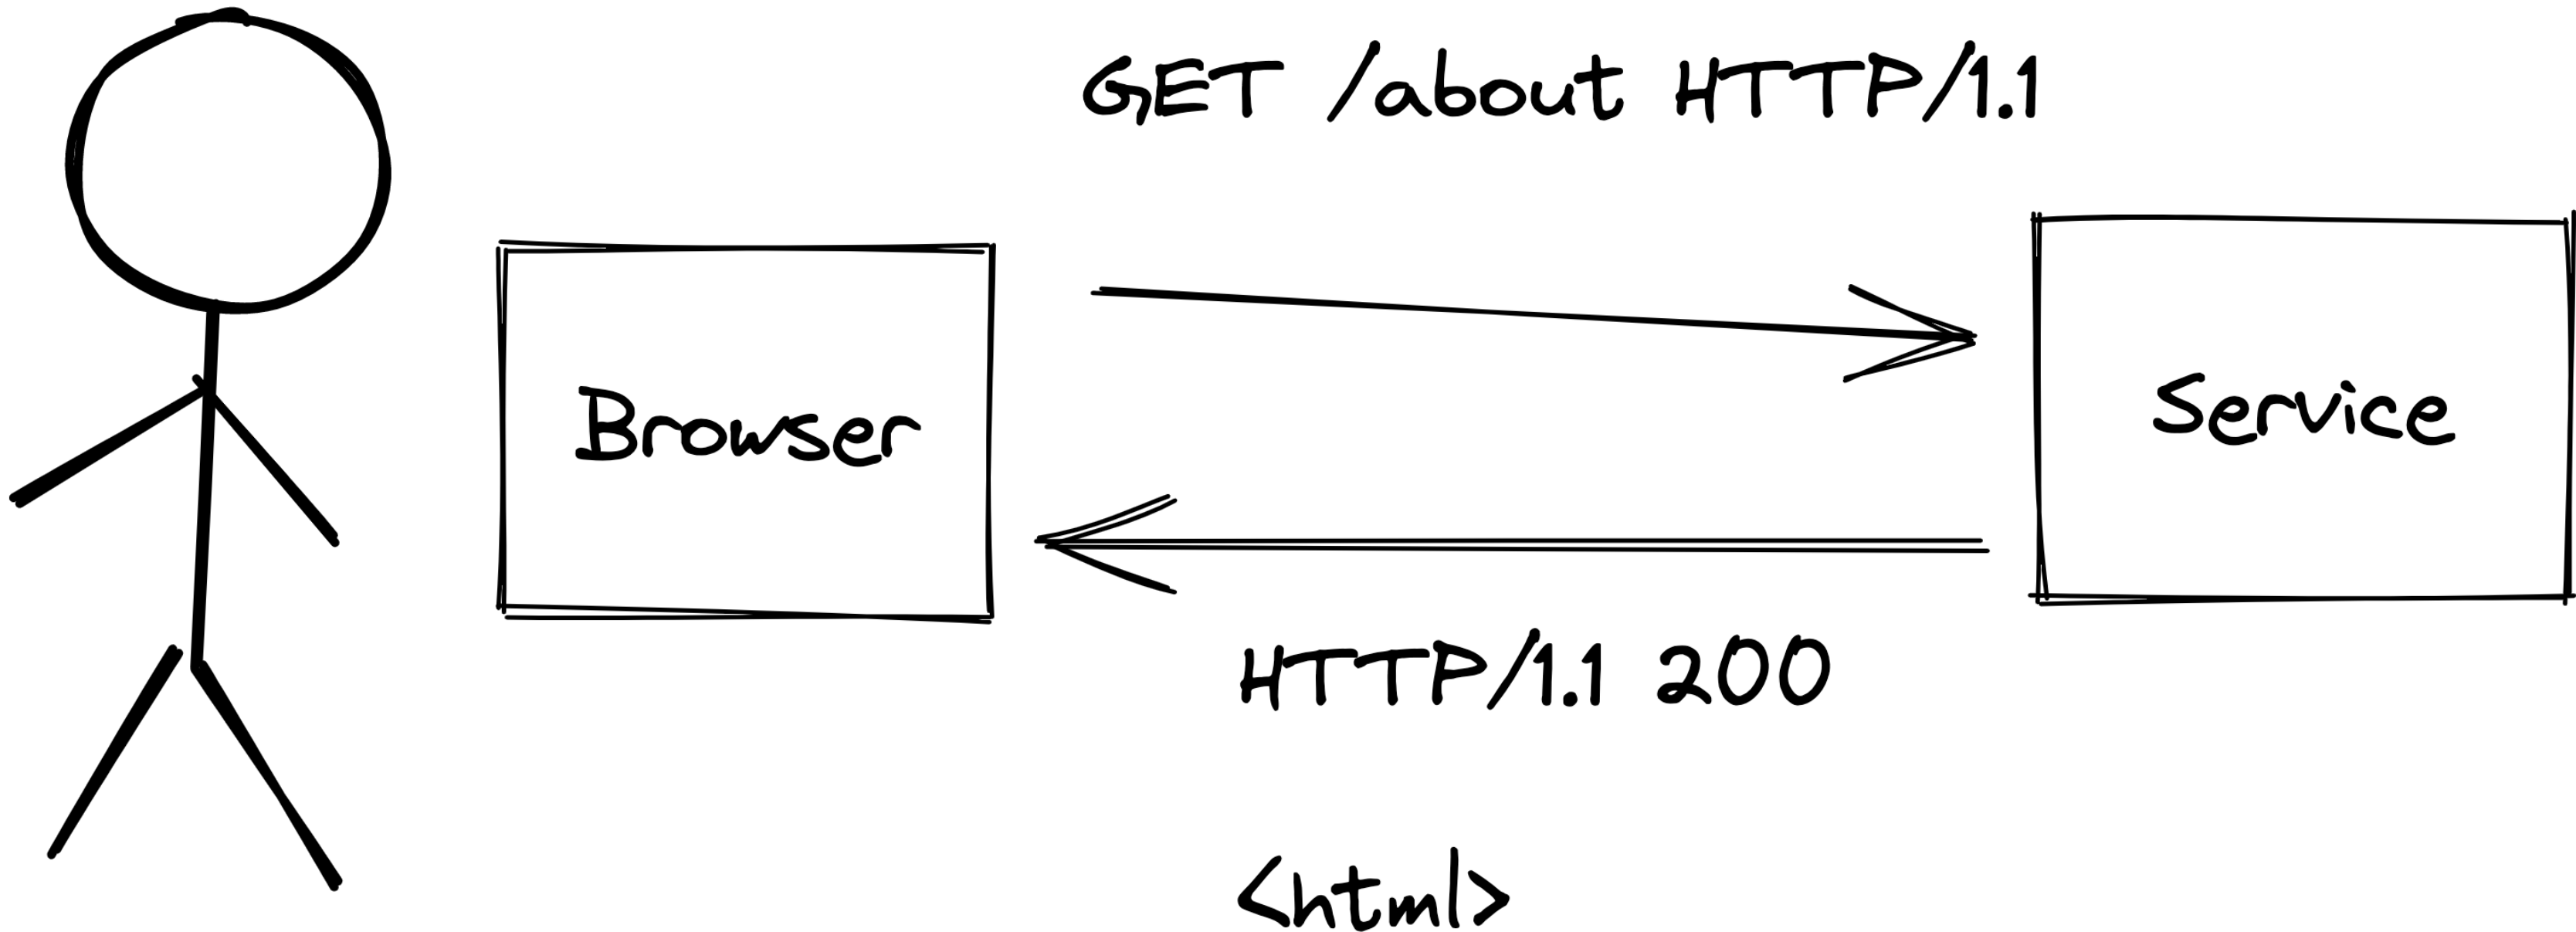 GET /about HTTP/1.1
Browser
Service
HTTP/1.1 200
<html>